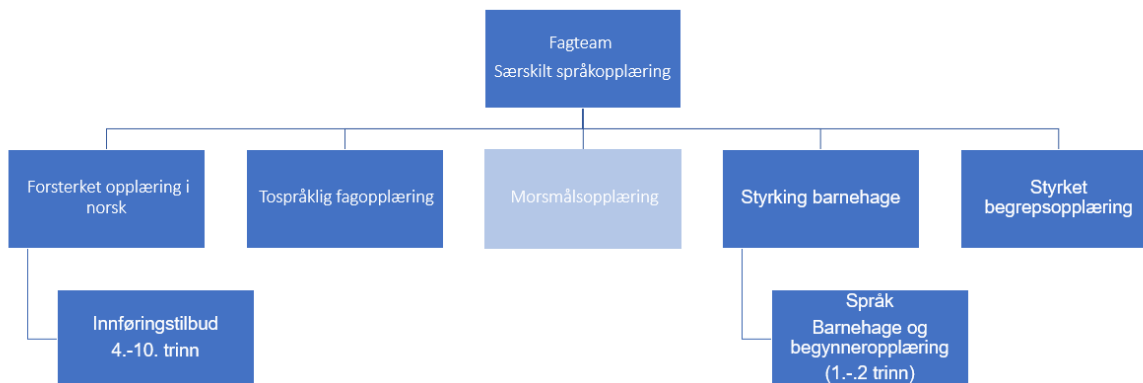 Fagteam
Særskilt språkopplæring
Forsterket opplæring i
norsk
Tospråklig fagopplæring
Morsmålsopplæring
Styrking barnehage
Styrket
begrepsopplæring
Innføringstilbud
4.-10. trinn
Språk
Barnehage og
begynneropplæring
(1.-.2 trinn)